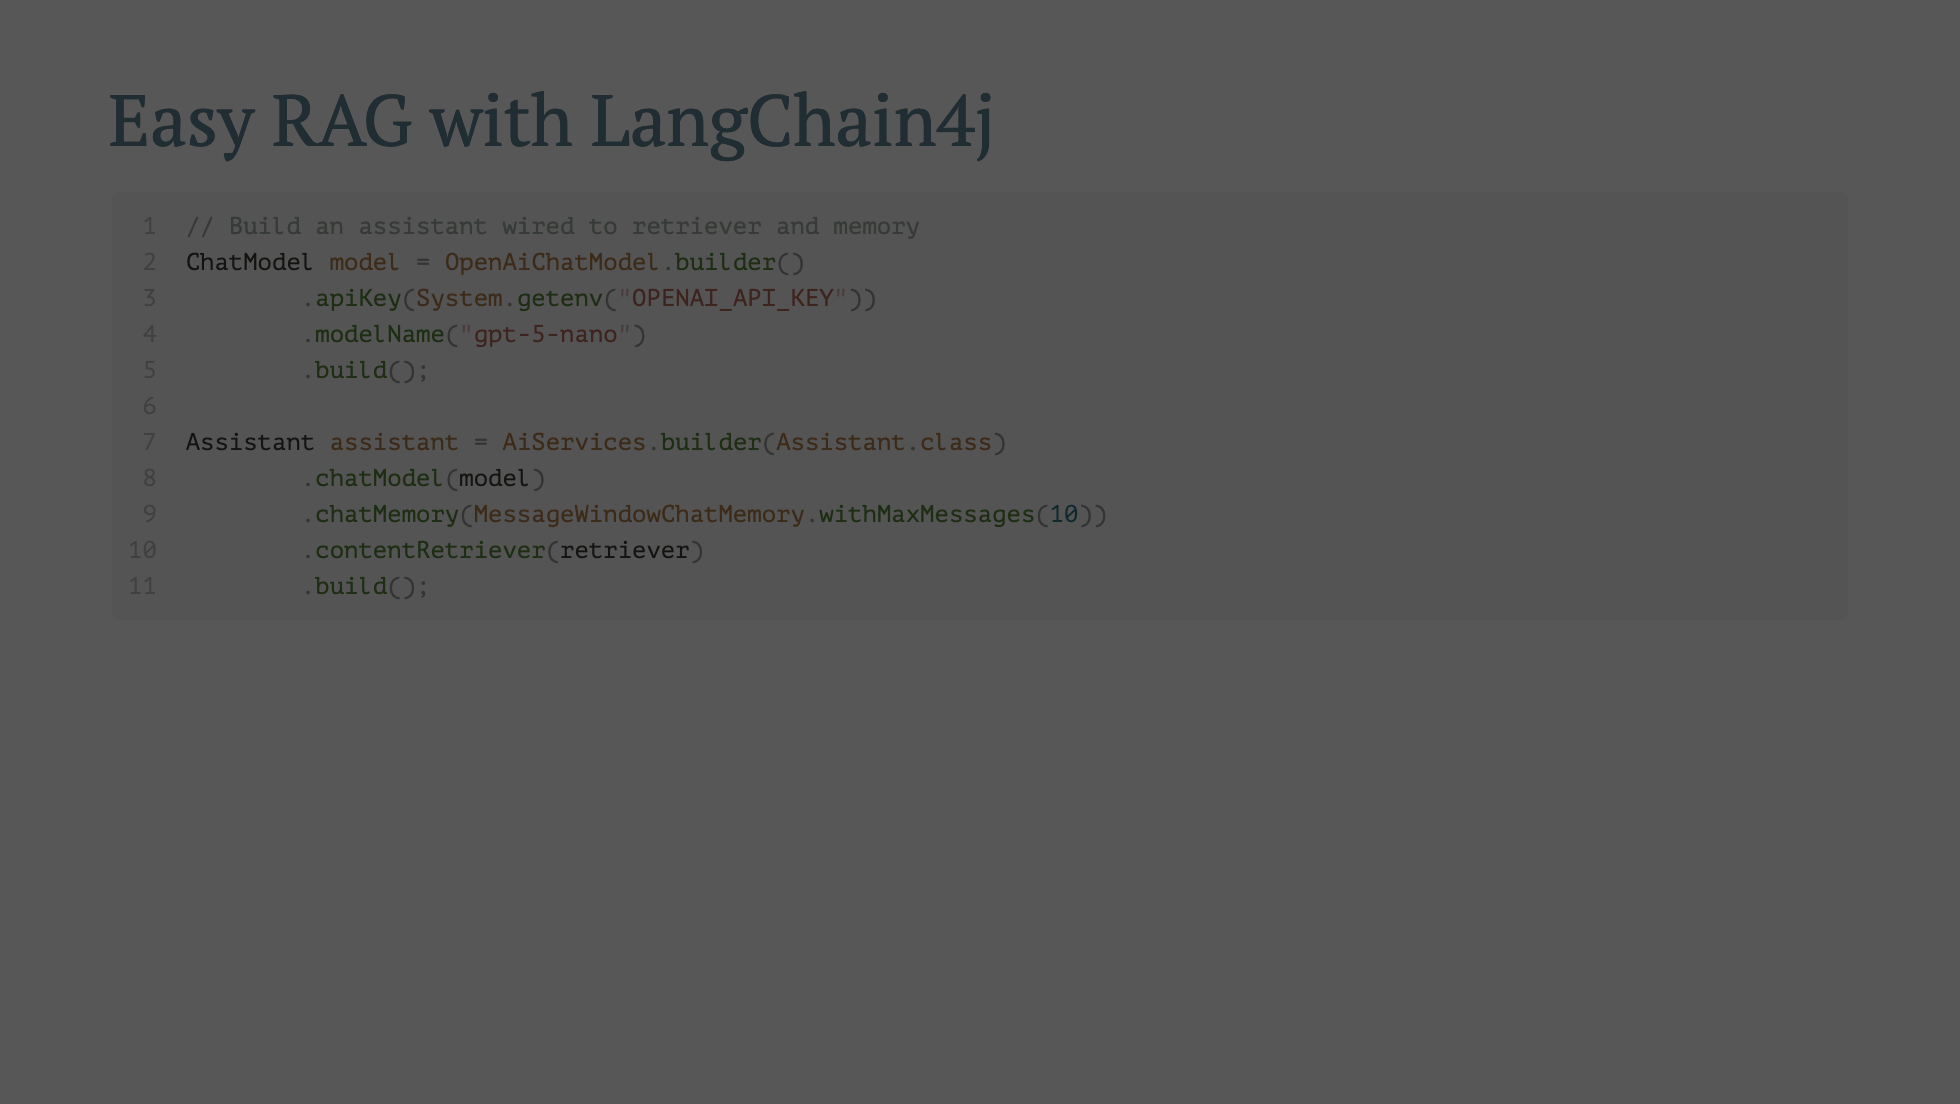 Easy RAG with LangChain4j
1 // Build an assistant wired to retriever and memory
2 ChatModel model = OpenAiChatModel.builder()
3         .apiKey(System.getenv("OPENAI_API_KEY"))
4         .modelName("gpt-5-nano")
5         .build();
6
7 Assistant assistant = AiServices.builder(Assistant.class)
8         .chatModel(model)
9         .chatMemory(MessageWindowChatMemory.withMaxMessages(10))
10         .contentRetriever(retriever)
11         .build();